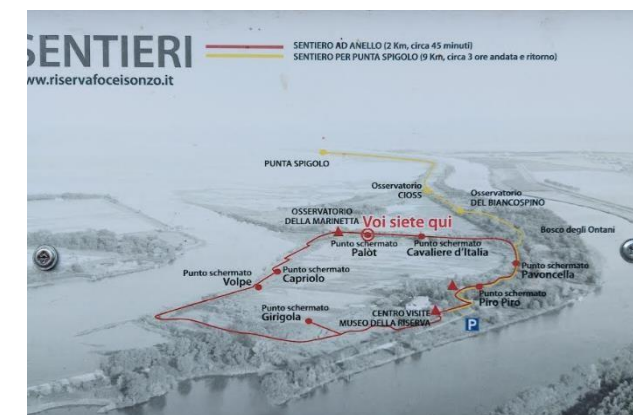 SENTIERI
SENTIERO AD ANELLO (2 Km, circa 45 minuti)
SENTIERO PER PUNTA SPIGOLO (9 Km, circa 3 ore andata e ritorno)
www.riservafoceisonzo.it
PUNTA SPIGOLO
Osservatorio
CIOSS
Osservatorio
DEL BIANCOSPINO
OSSERVATORIO
DELLA MARINETTA
Voi siete qui
Bosco degli Ontani
Punto schermato
Palòt
Punto schermato
Cavaliere d'Italia
Punto schermato
Pavoncella
Punto schermato
Capriolo
Punto schermato
Volpe
Punto schermato
Piro Piro
Punto schermato
Girigola
CENTRO VISITE
MUSEO DELLA RISERVA
P